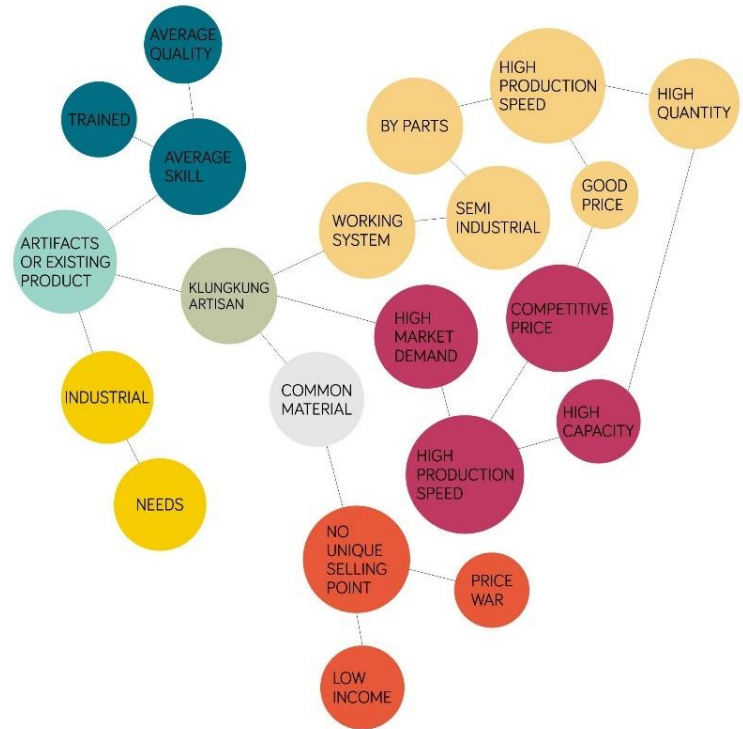 AVERAGE
QUALITY
TRAINED
AVERAGE
SKILL
ARTIFACTS
OR EXISTING
PRODUCT
KLUNGKUNG
ARTISAN
INDUSTRIAL
NEEDS
WORKING
SYSTEM
SEMI
INDUSTRIAL
BY PARTS
HIGH
PRODUCTION
SPEED
HIGH
QUANTITY
GOOD
PRICE
HIGH
MARKET
DEMAND
COMPETITIVE
PRICE
HIGH
CAPACITY
HIGH
PRODUCTION
SPEED
COMMON
MATERIAL
NO
UNIQUE
SELLING
POINT
PRICE
WAR
LOW
INCOME